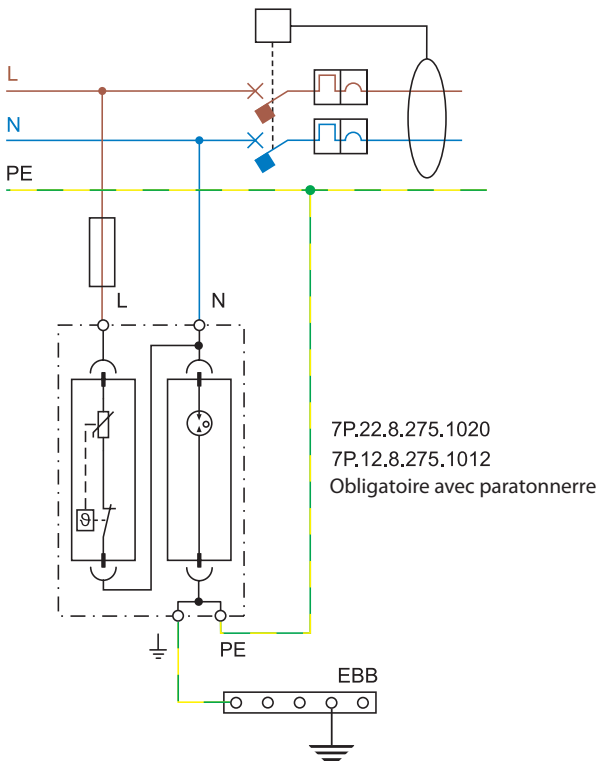 L
N
PE
L
N
7P.22.8.275.1020
7P.12.8.275.1012
Obligatoire avec paratonnerre
ϑ
PE
EBB